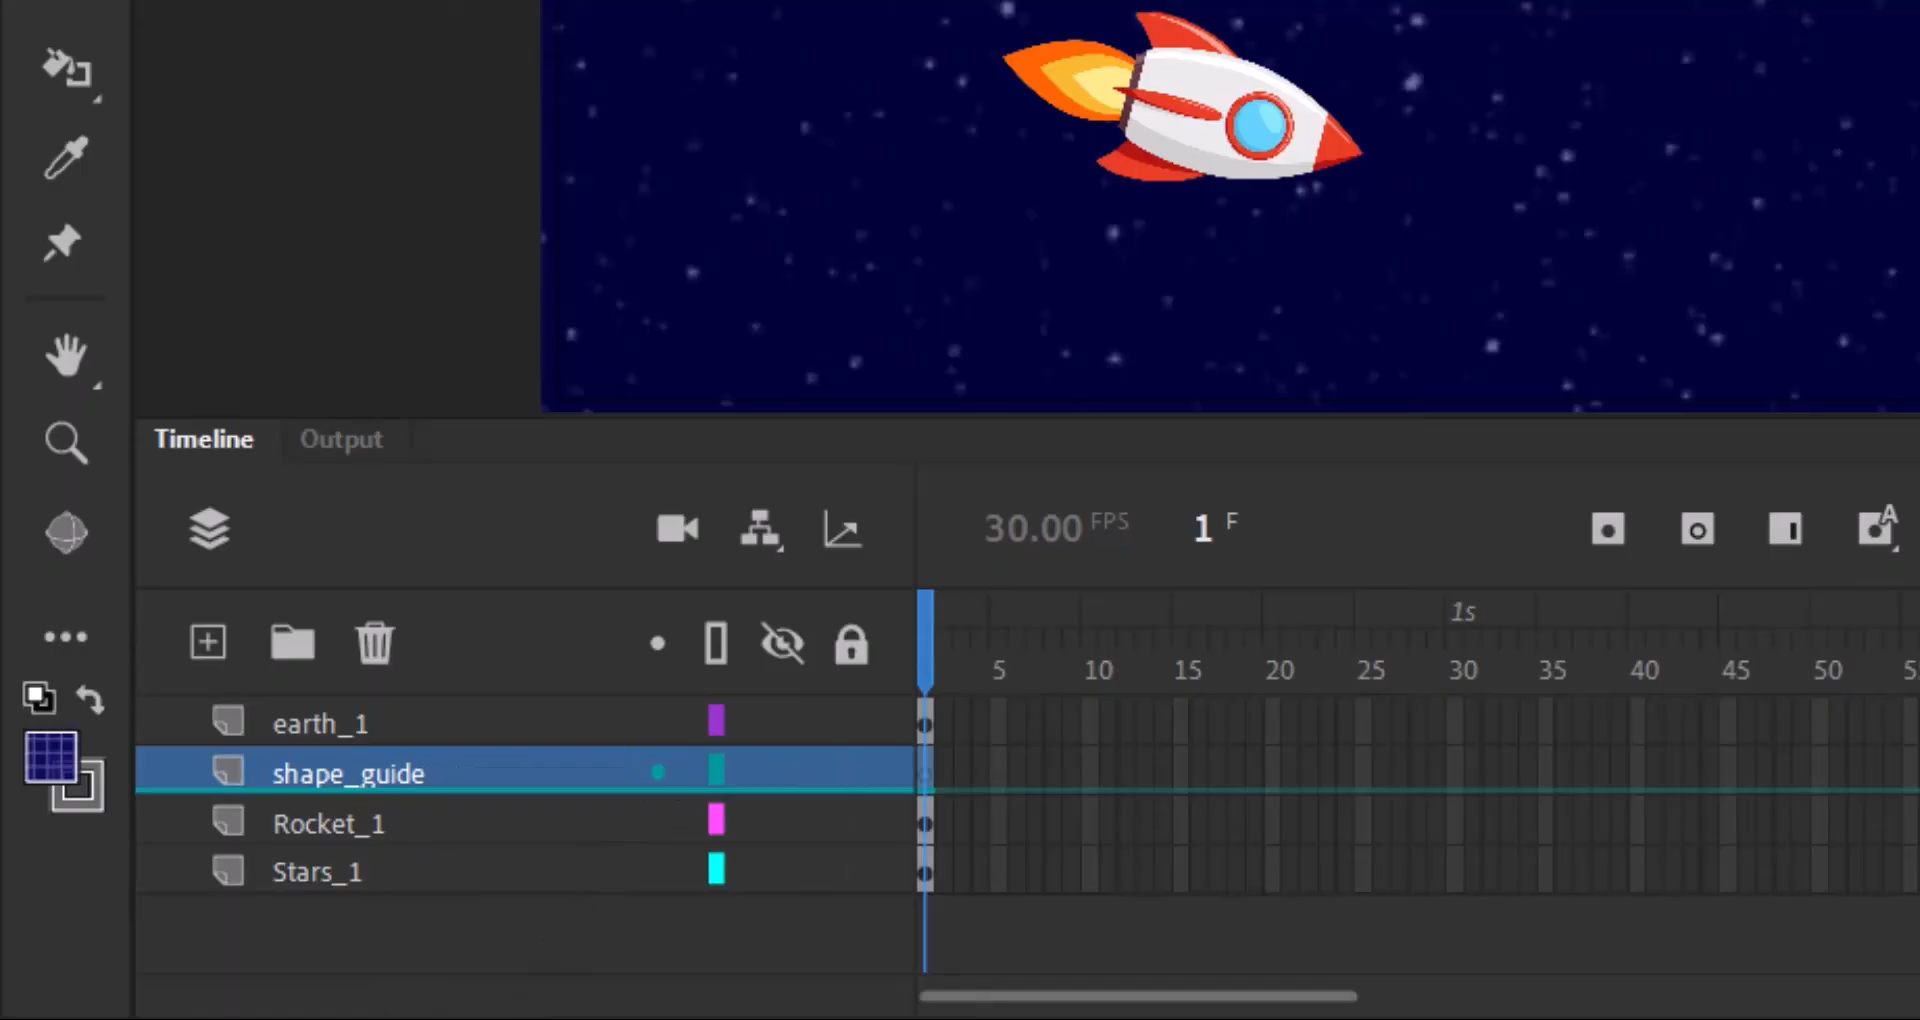 Timeline Output
30.00 FPS 1 F
A
1s
5 10 15 20 25 30 35 40 45 50
earth_1
shape_guide
Rocket_1
Stars_1